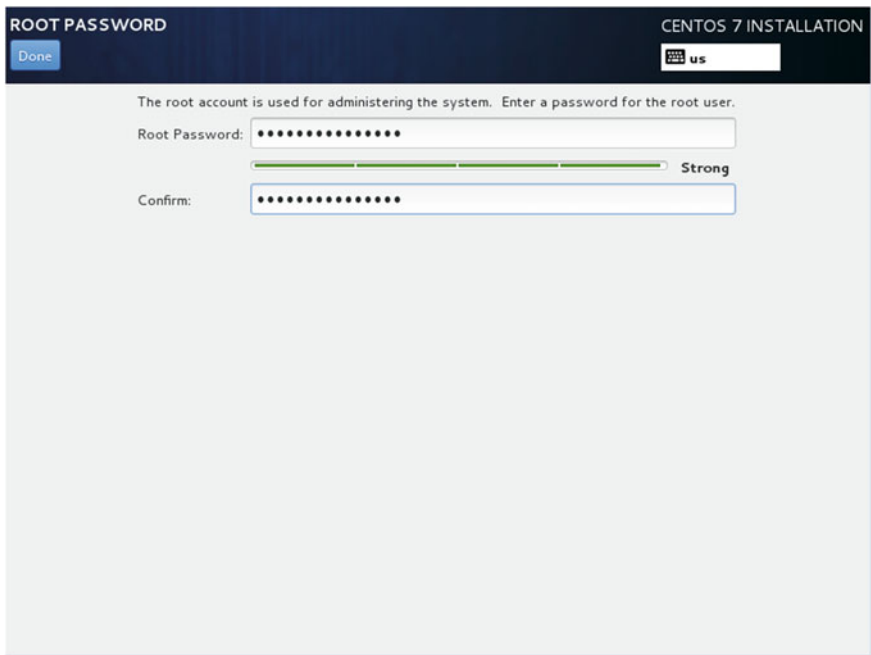 ROOT PASSWORD
CENTOS 7 INSTALLATION
Done
us
The root account is used for administering the system. Enter a password for the root user.
Root Password: •••••••••••••••
Strong
Confirm: •••••••••••••••